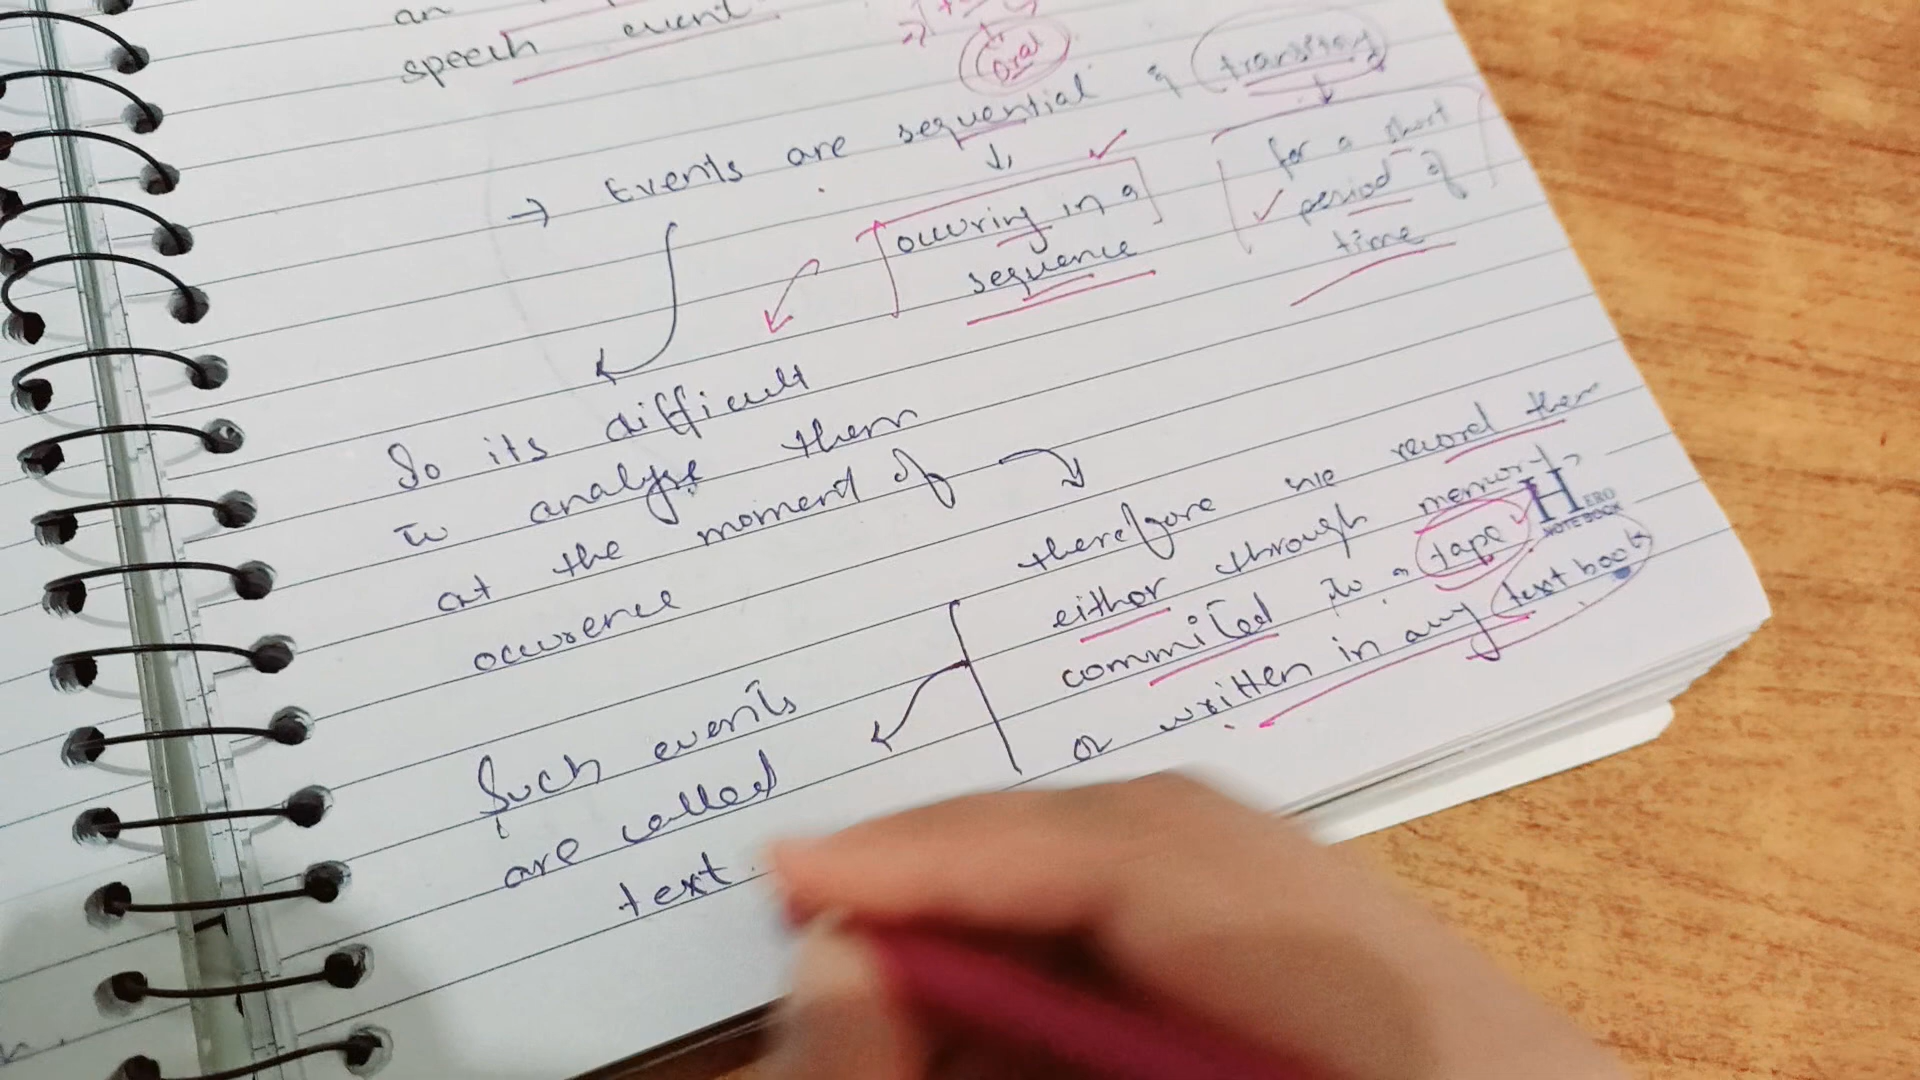 an
speech event
oral
→ Events are sequential & transitory
occuring in a
sequence
for a short
period of
time
So its difficult
to analyse them
at the moment of
occurence
therefore we record them
either through memory,
commited to a tape
or written in any text book
Such events
are called
text.
HERO
NOTE BOOK